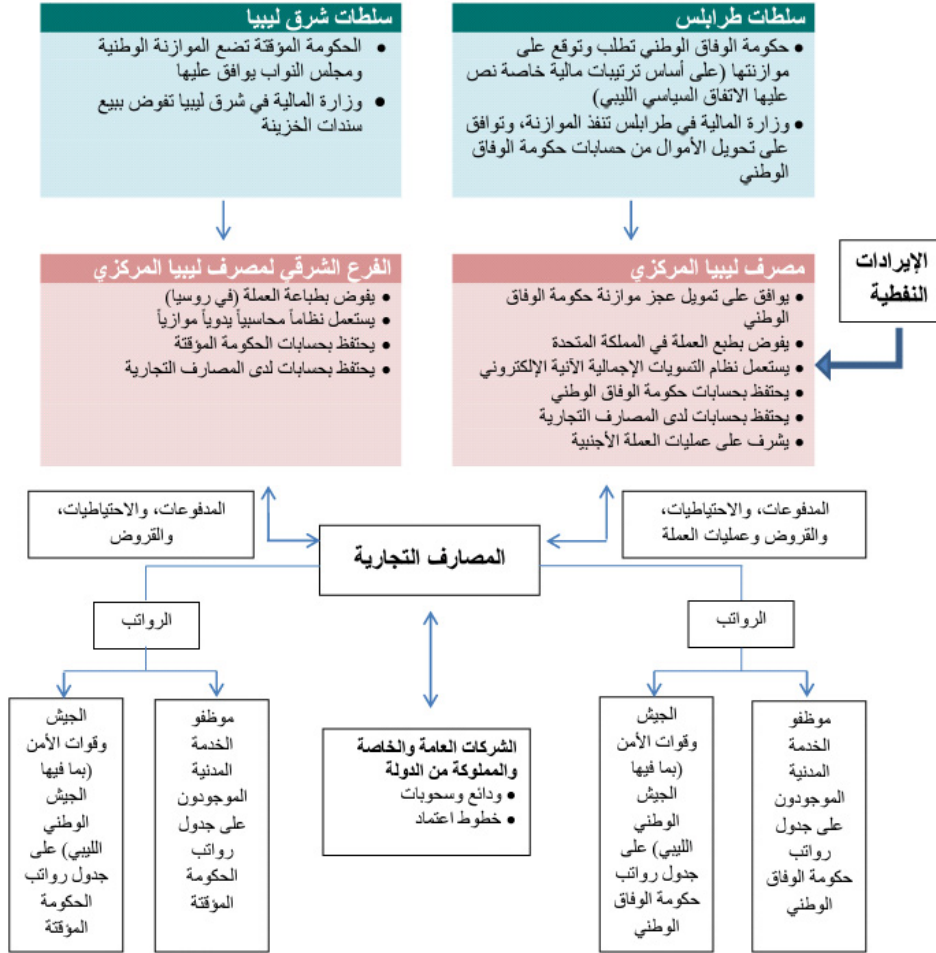 سلطات طرابلس
● حكومة الوفاق الوطني تطلب وتوقع على
موازنتها (على أساس ترتيبات مالية خاصة نص
عليها الاتفاق السياسي الليبي)
● وزارة المالية في طرابلس تنفذ الموازنة، وتوافق
على تحويل الأموال من حسابات حكومة الوفاق
الوطني
سلطات شرق ليبيا
● الحكومة المؤقتة تضع الموازنة الوطنية
ومجلس النواب يوافق عليها
● وزارة المالية في شرق ليبيا تفوض ببيع
سندات الخزينة
الإيرادات
النفطية
مصرف ليبيا المركزي
● يوافق على تمويل عجز موازنة حكومة الوفاق
الوطني
● يفوض بطبع العملة في المملكة المتحدة
● يستعمل نظام التسويات الإجمالية الآنية الإلكتروني
● يحتفظ بحسابات حكومة الوفاق الوطني
● يحتفظ بحسابات لدى المصارف التجارية
● يشرف على عمليات العملة الأجنبية
الفرع الشرقي لمصرف ليبيا المركزي
● يفوض بطباعة العملة (في روسيا)
● يستعمل نظاماً محاسبياً يدوياً موازياً
● يحتفظ بحسابات الحكومة المؤقتة
● يحتفظ بحسابات لدى المصارف التجارية
المدفوعات، والاحتياطيات،
والقروض وعمليات العملة
المدفوعات، والاحتياطيات،
والقروض
المصارف التجارية
الرواتب
الرواتب
موظفو
الخدمة
المدنية
الموجودون
على جدول
رواتب
حكومة الوفاق
الوطني
الجيش
وقوات الأمن
(بما فيها
الجيش
الوطني
الليبي) على
جدول رواتب
حكومة الوفاق
الوطني
الشركات العامة والخاصة
والمملوكة من الدولة
● ودائع وسحوبات
● خطوط اعتماد
موظفو
الخدمة
المدنية
الموجودون
على جدول
رواتب
الحكومة
المؤقتة
الجيش
وقوات الأمن
(بما فيها
الجيش
الوطني
الليبي) على
جدول رواتب
الحكومة
المؤقتة